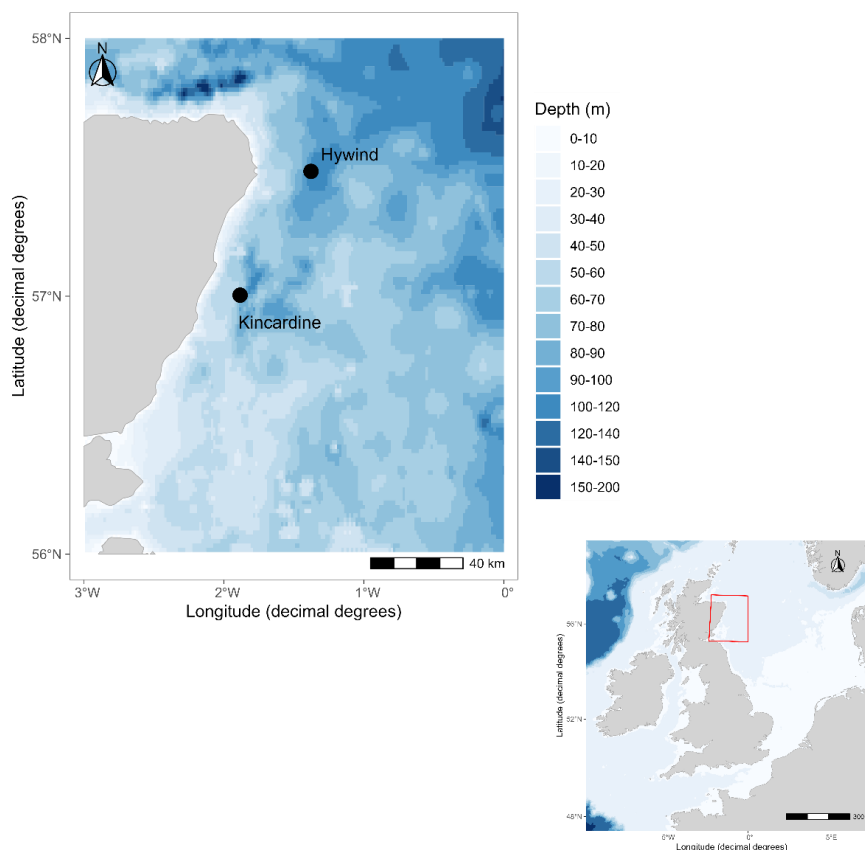 58°N
57°N
56°N
Latitude (decimal degrees)
N
Hywind
Kincardine
40 km
3°W
2°W
1°W
0°
Longitude (decimal degrees)
Depth (m)
0-10
10-20
20-30
30-40
40-50
50-60
60-70
70-80
80-90
90-100
100-120
120-140
140-150
150-200
N
56°N
52°N
48°N
Latitude (decimal degrees)
300
0°
5°E
Longitude (decimal degrees)